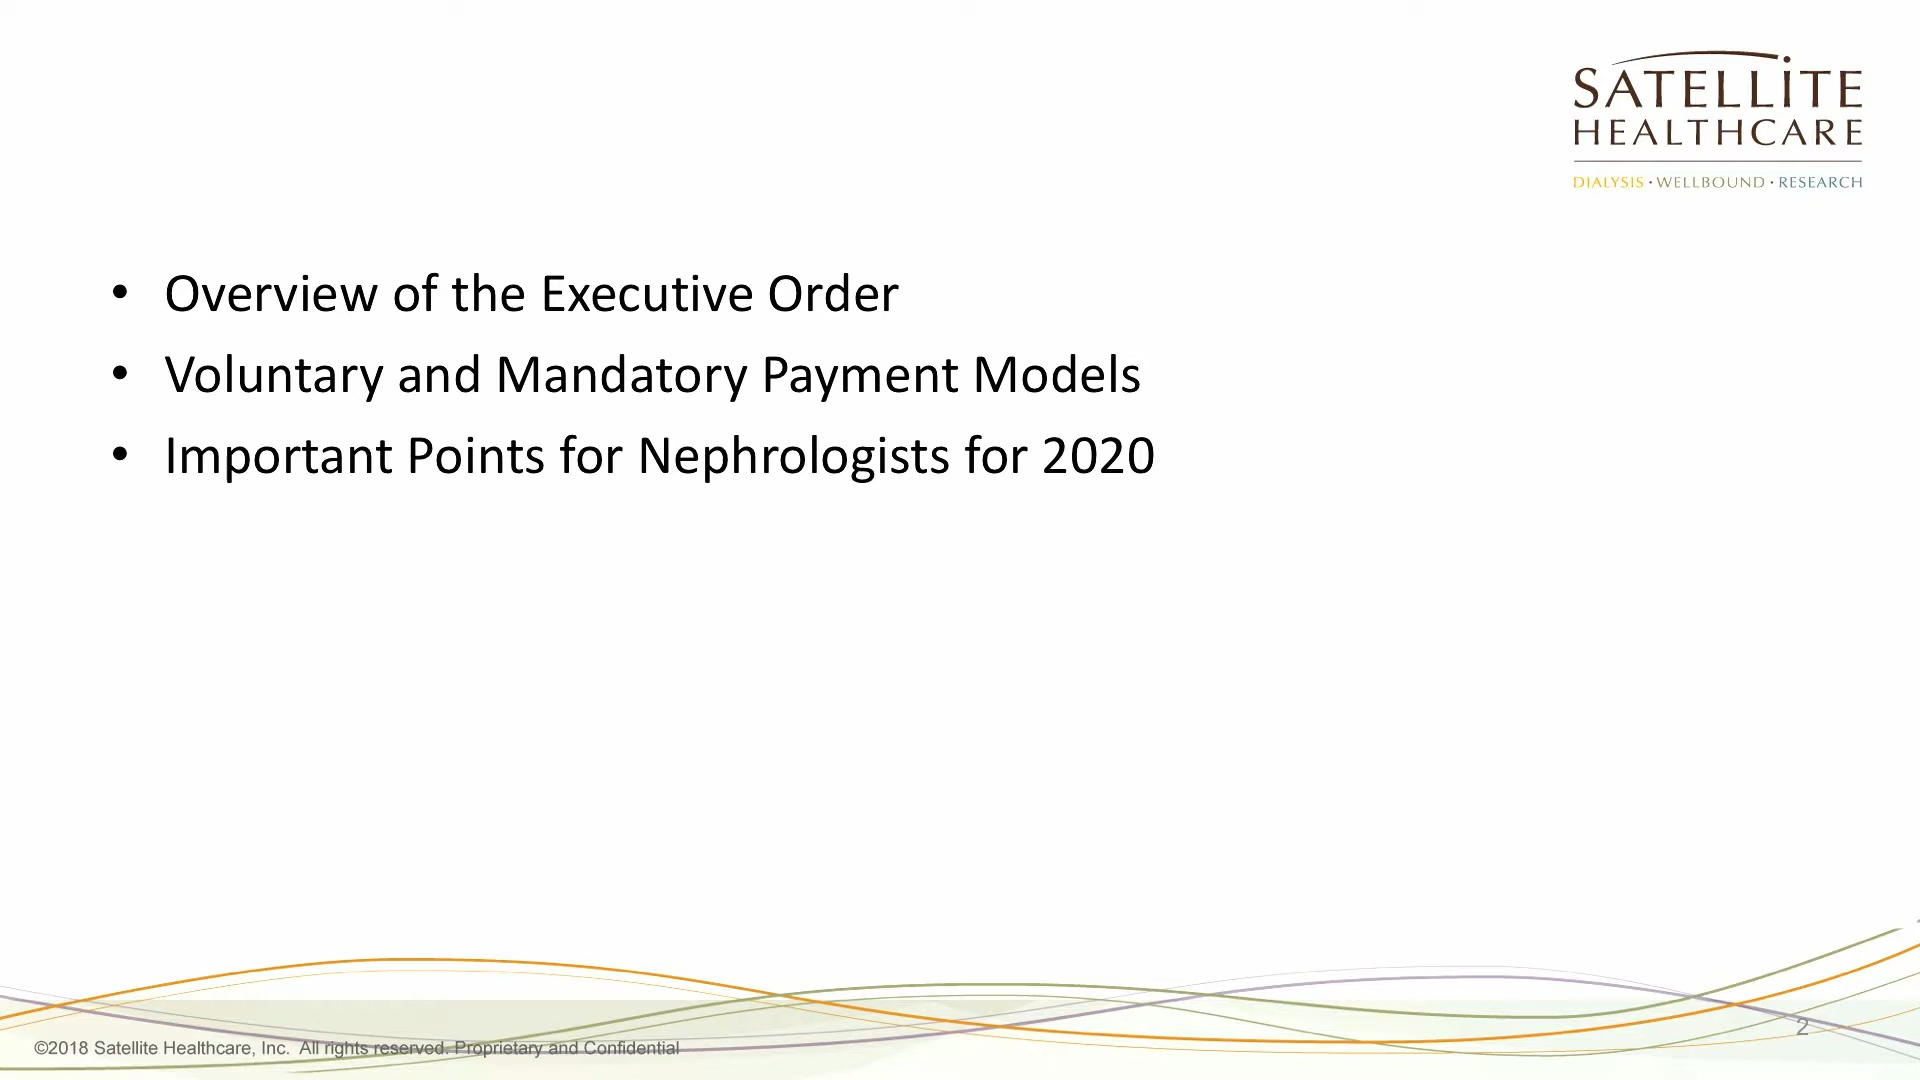 SATELLiTE
HEALTHCARE
DIALYSIS · WELLBOUND · RESEARCH
• Overview of the Executive Order
• Voluntary and Mandatory Payment Models
• Important Points for Nephrologists for 2020
2
©2018 Satellite Healthcare, Inc.  All rights reserved. Proprietary and Confidential